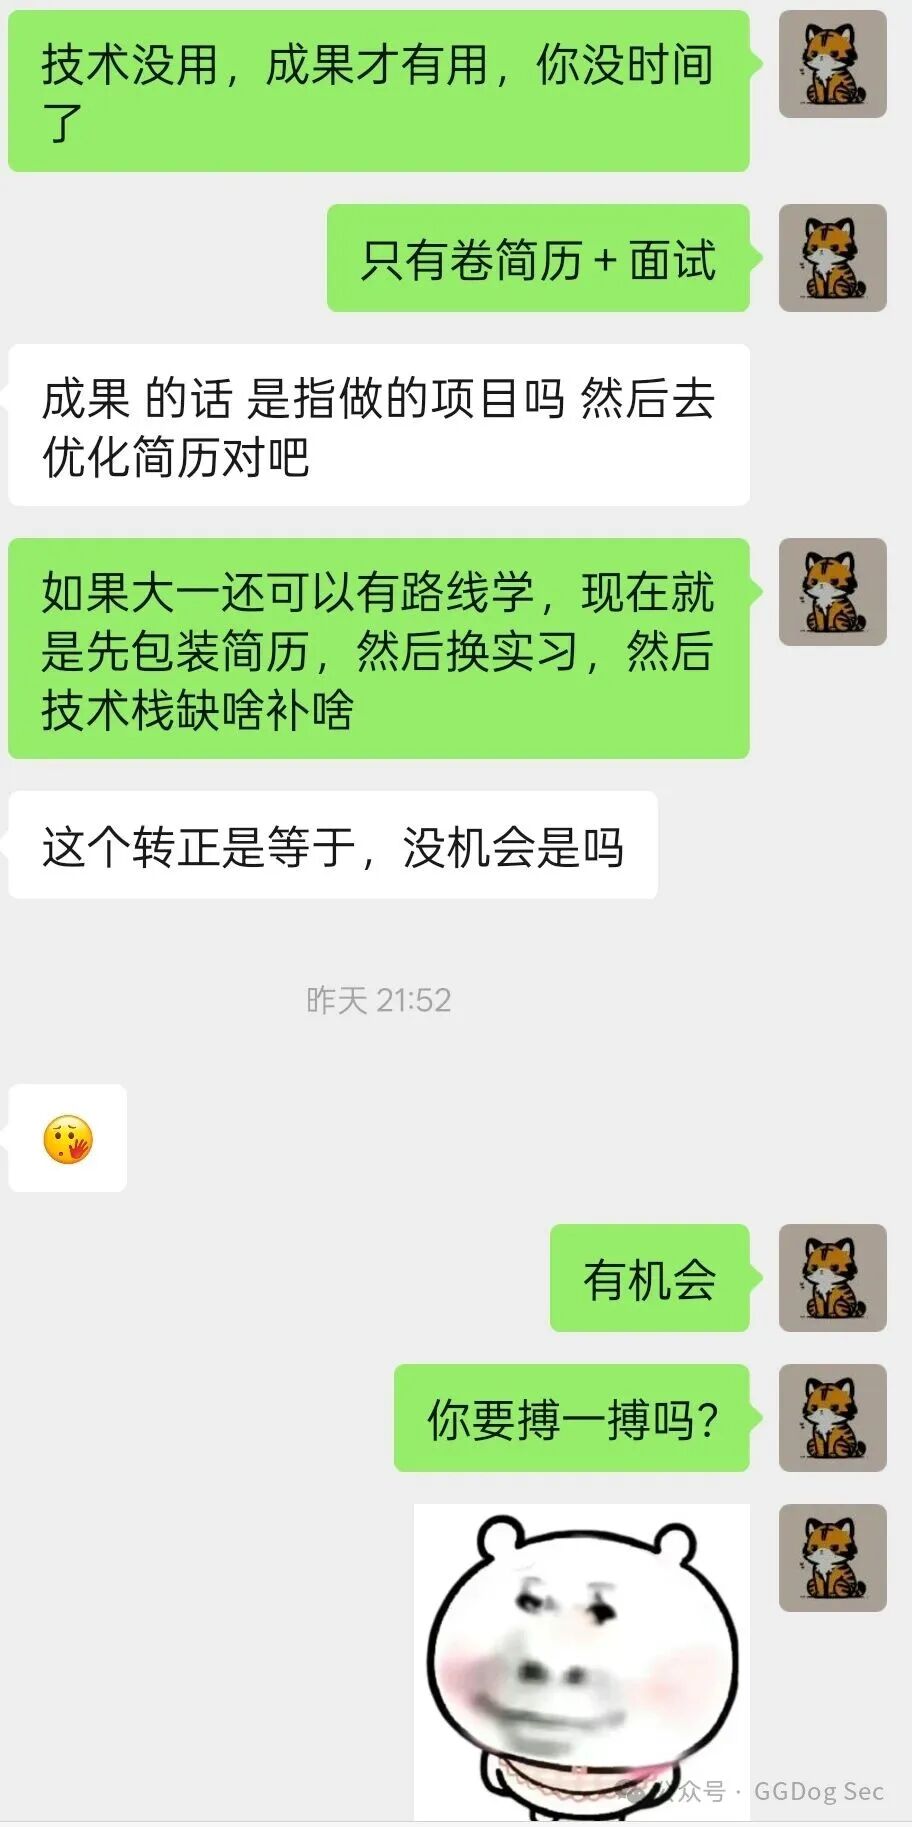 技术没用，成果才有用，你没时间
了
只有卷简历+面试
成果 的话 是指做的项目吗 然后去
优化简历对吧
如果大一还可以有路线学，现在就
是先包装简历，然后换实习，然后
技术栈缺啥补啥
这个转正是等于，没机会是吗
昨天 21:52
有机会
你要搏一搏吗?
公众号 · GGDog Sec